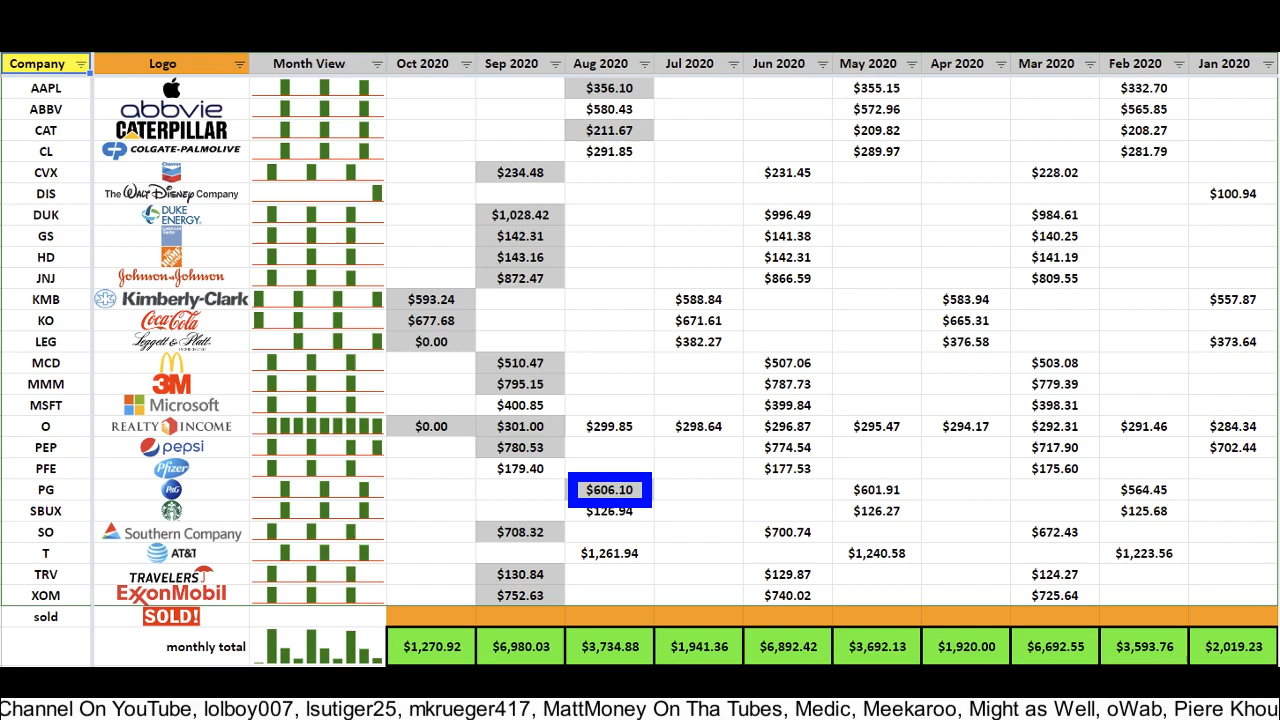 Company Logo Month View Oct 2020 Sep 2020 Aug 2020 Jul 2020 Jun 2020 May 2020 Apr 2020 Mar 2020 Feb 2020 Jan 2020
AAPL $356.10 $355.15 $332.70
ABBV abbvie $580.43 $572.96 $565.85
CAT CATERPILLAR $211.67 $209.82 $208.27
CL CP COLGATE-PALMOLIVE $291.85 $289.97 $281.79
CVX Chevron $234.48 $231.45 $228.02
DIS The WALT DISNEY Company $100.94
DUK DUKE ENERGY. $1,028.42 $996.49 $984.61
GS Goldman Sachs $142.31 $141.38 $140.25
HD THE HOME DEPOT $143.16 $142.31 $141.19
JNJ Johnson & Johnson $872.47 $866.59 $809.55
KMB Kimberly-Clark $593.24 $588.84 $583.94 $557.87
KO Coca-Cola $677.68 $671.61 $665.31
LEG Leggett & Platt $0.00 $382.27 $376.58 $373.64
MCD $510.47 $507.06 $503.08
MMM 3M $795.15 $787.73 $779.39
MSFT Microsoft $400.85 $399.84 $398.31
O REALTY INCOME $0.00 $301.00 $299.85 $298.64 $296.87 $295.47 $294.17 $292.31 $291.46 $284.34
PEP pepsi $780.53 $774.54 $717.90 $702.44
PFE Pfizer $179.40 $177.53 $175.60
PG P&G $606.10 $601.91 $564.45
SBUX $126.94 $126.27 $125.68
SO Southern Company $708.32 $700.74 $672.43
T AT&T $1,261.94 $1,240.58 $1,223.56
TRV TRAVELERS $130.84 $129.87 $124.27
XOM ExxonMobil $752.63 $740.02 $725.64
sold SOLD!
monthly total $1,270.92 $6,980.03 $3,734.88 $1,941.36 $6,892.42 $3,692.13 $1,920.00 $6,692.55 $3,593.76 $2,019.23
Channel On YouTube, lolboy007, lsutiger25, mkrueger417, MattMoney On Tha Tubes, Medic, Meekaroo, Might as Well, oWab, Piere Khou